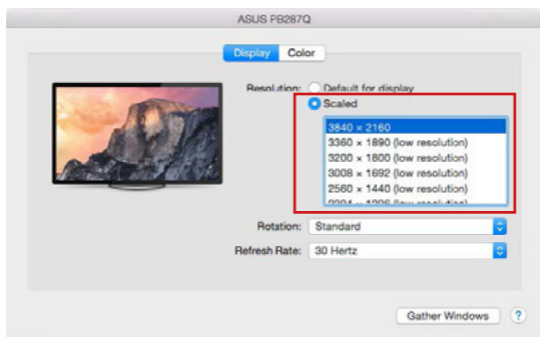 ASUS PB287Q
Display Color
Resolution: Default for display
Scaled
3840 × 2160
3360 × 1890 (low resolution)
3200 × 1800 (low resolution)
3008 × 1692 (low resolution)
2560 × 1440 (low resolution)
Rotation: Standard
Refresh Rate: 30 Hertz
Gather Windows ?